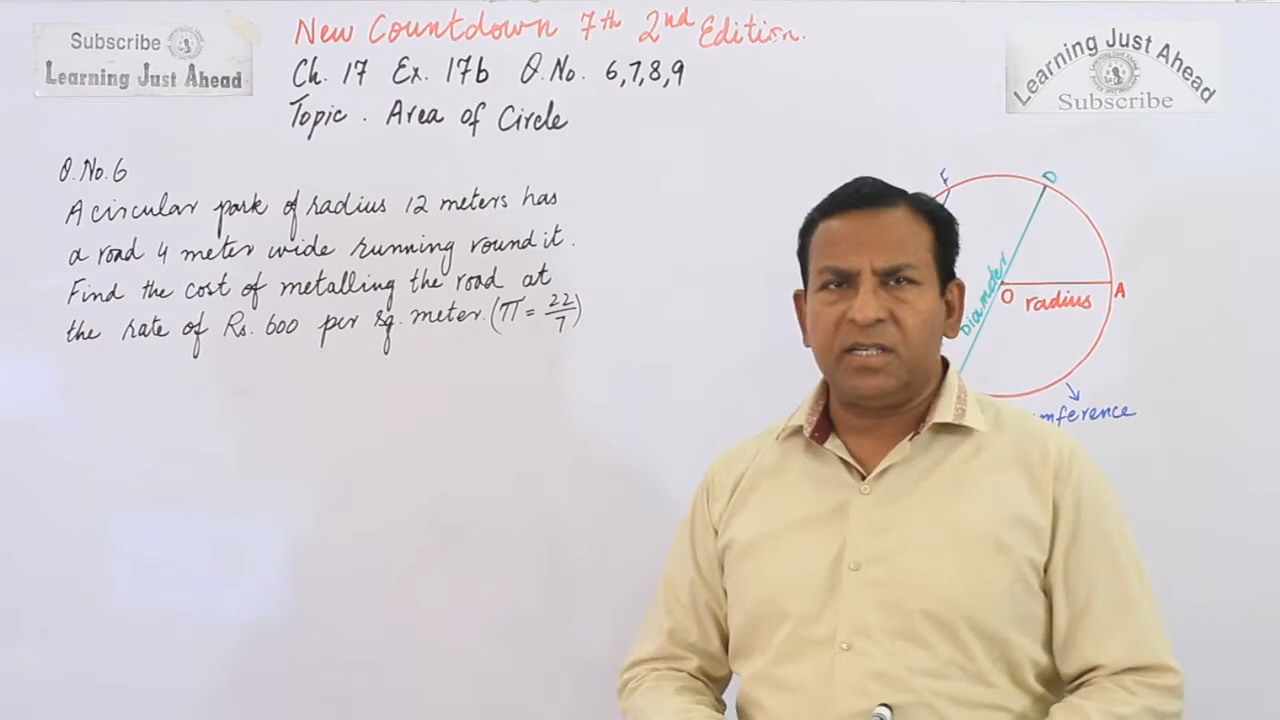 Subscribe
Learning Just Ahead
New Countdown 7th 2nd Edition.
Ch. 17 Ex. 17b Q.No. 6,7,8,9
Topic. Area of Circle
Learning Just Ahead
Subscribe
Q.No.6
A circular park of radius 12 meters has
a road 4 meter wide running round it.
Find the cost of metalling the road at
the rate of Rs. 600 per sq. meter. (π = 22/7)
F
D
Diameter
O
radius
A
mference